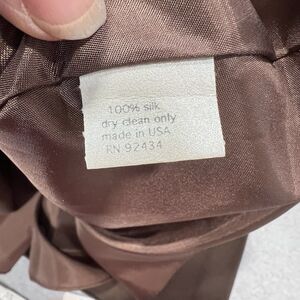 100% silk
dry clean only
made in USA
RN 92434